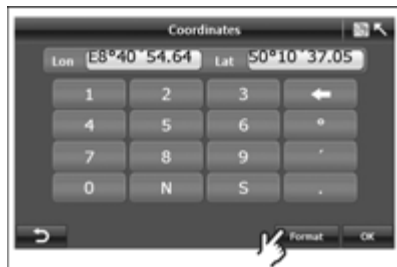 Coordinates
Lon E8°40'54.64 Lat 50°10'37.05
1 2 3
4 5 6 °
7 8 9 ′
0 N S .
Format OK